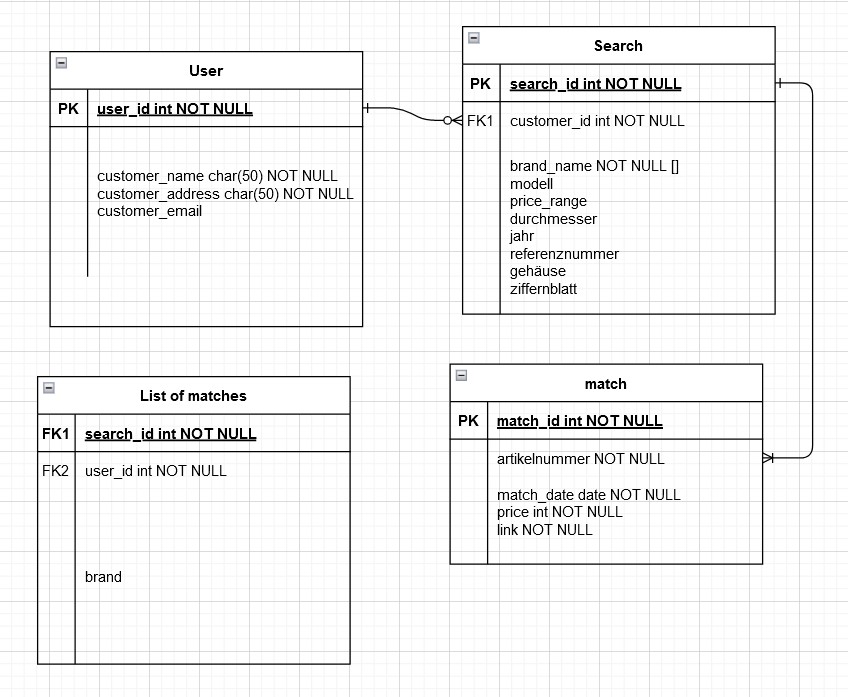 User
PK user_id int NOT NULL
customer_name char(50) NOT NULL
customer_address char(50) NOT NULL
customer_email
Search
PK search_id int NOT NULL
FK1 customer_id int NOT NULL
brand_name NOT NULL []
modell
price_range
durchmesser
jahr
referenznummer
gehäuse
ziffernblatt
List of matches
FK1 search_id int NOT NULL
FK2 user_id int NOT NULL
brand
match
PK match_id int NOT NULL
artikelnummer NOT NULL
match_date date NOT NULL
price int NOT NULL
link NOT NULL